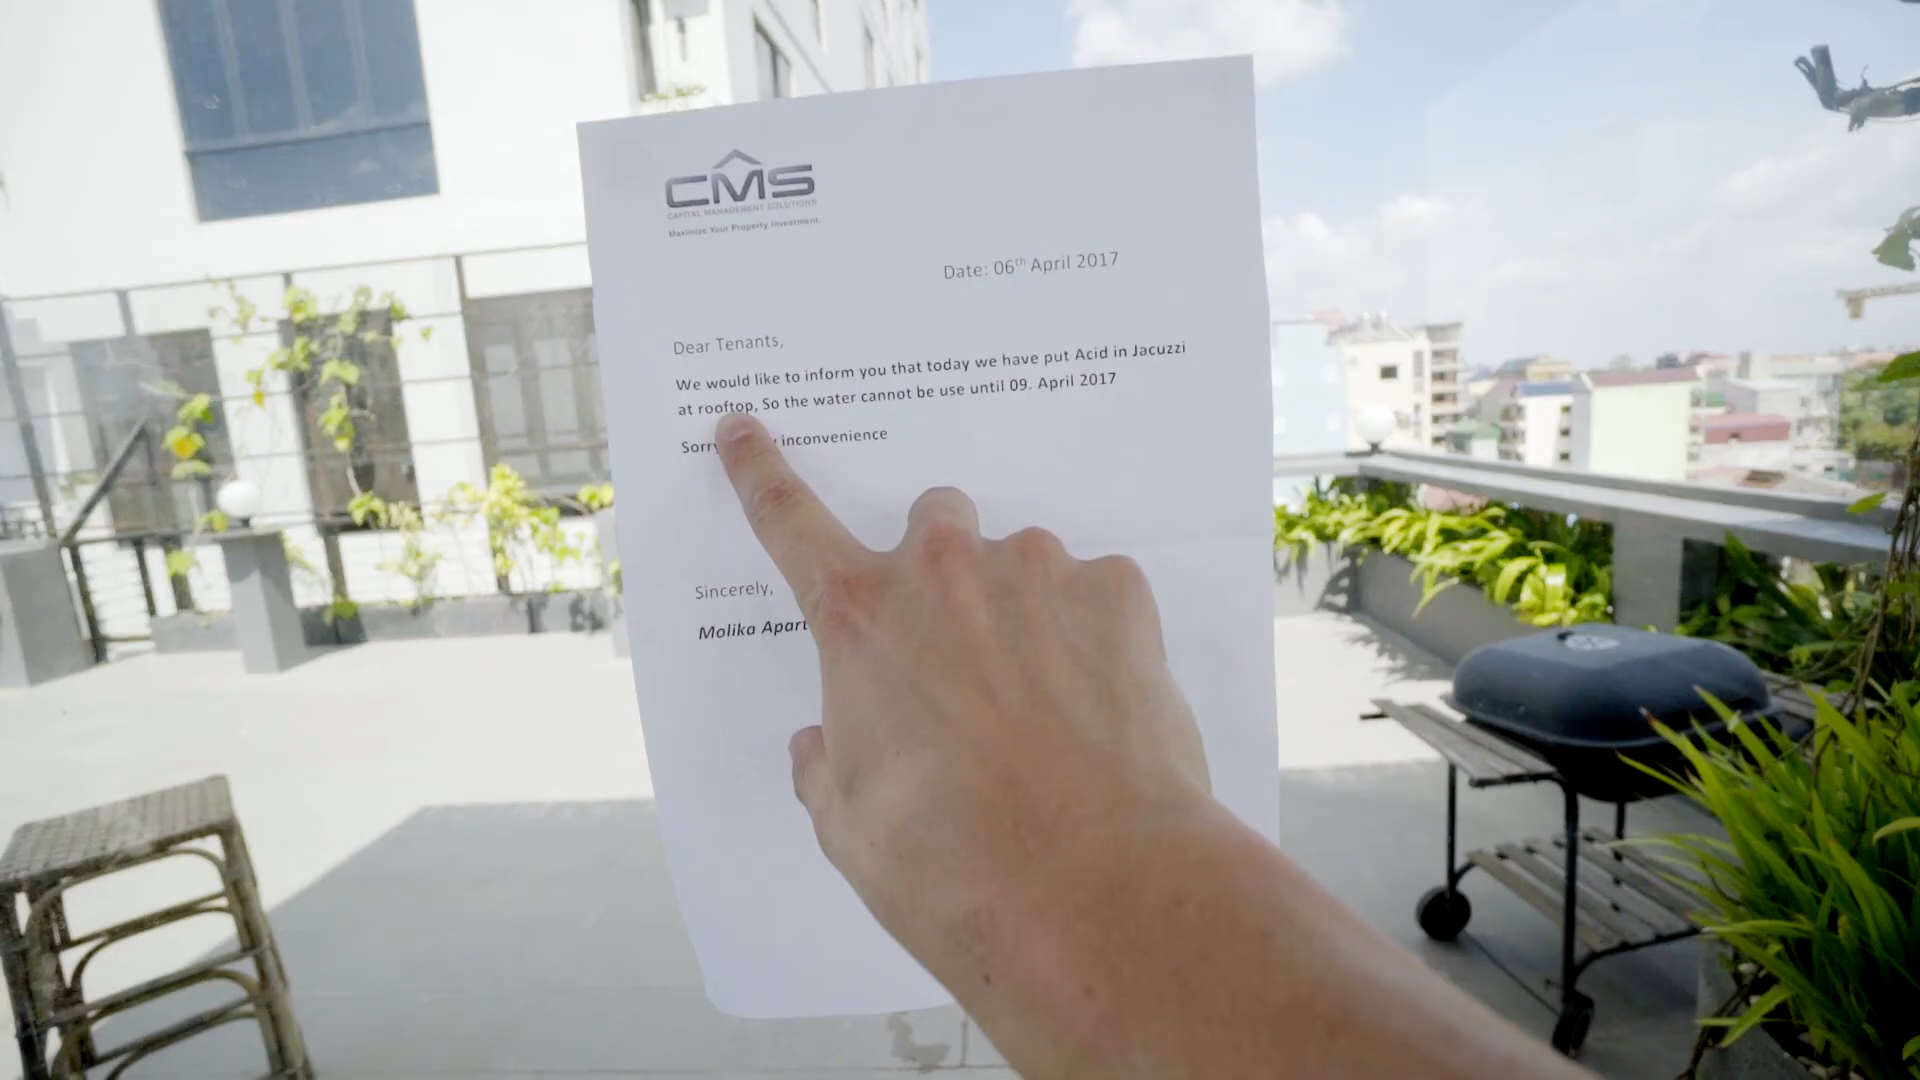 CMS
CAPITAL MANAGEMENT SOLUTIONS
Maximize Your Property Investment.
Date: 06th April 2017
Dear Tenants,
We would like to inform you that today we have put Acid in Jacuzzi
at rooftop, So the water cannot be use until 09. April 2017
Sorry inconvenience
Sincerely,
Molika